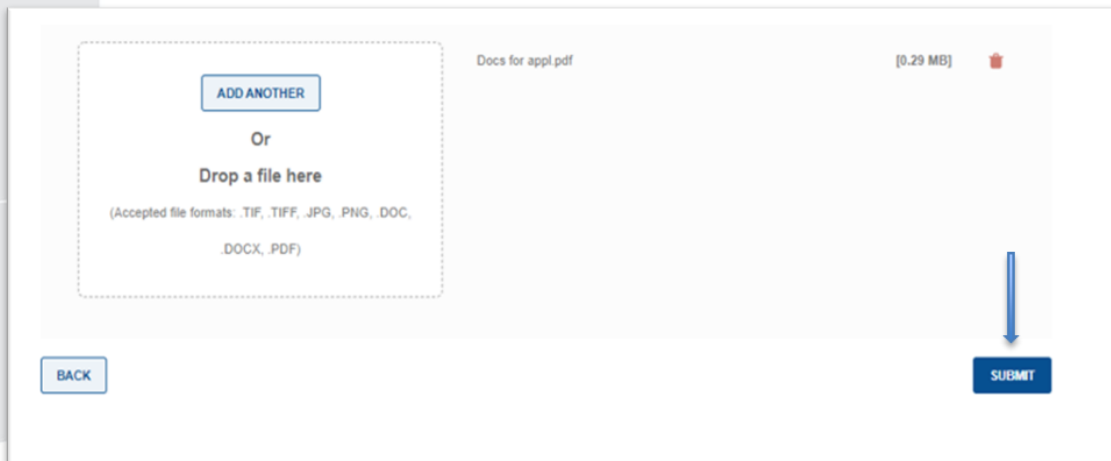 ADD ANOTHER
Or
Drop a file here
(Accepted file formats: .TIF, .TIFF, .JPG, .PNG, .DOC,
.DOCX, .PDF)
Docs for appl.pdf [0.29 MB]
BACK SUBMIT